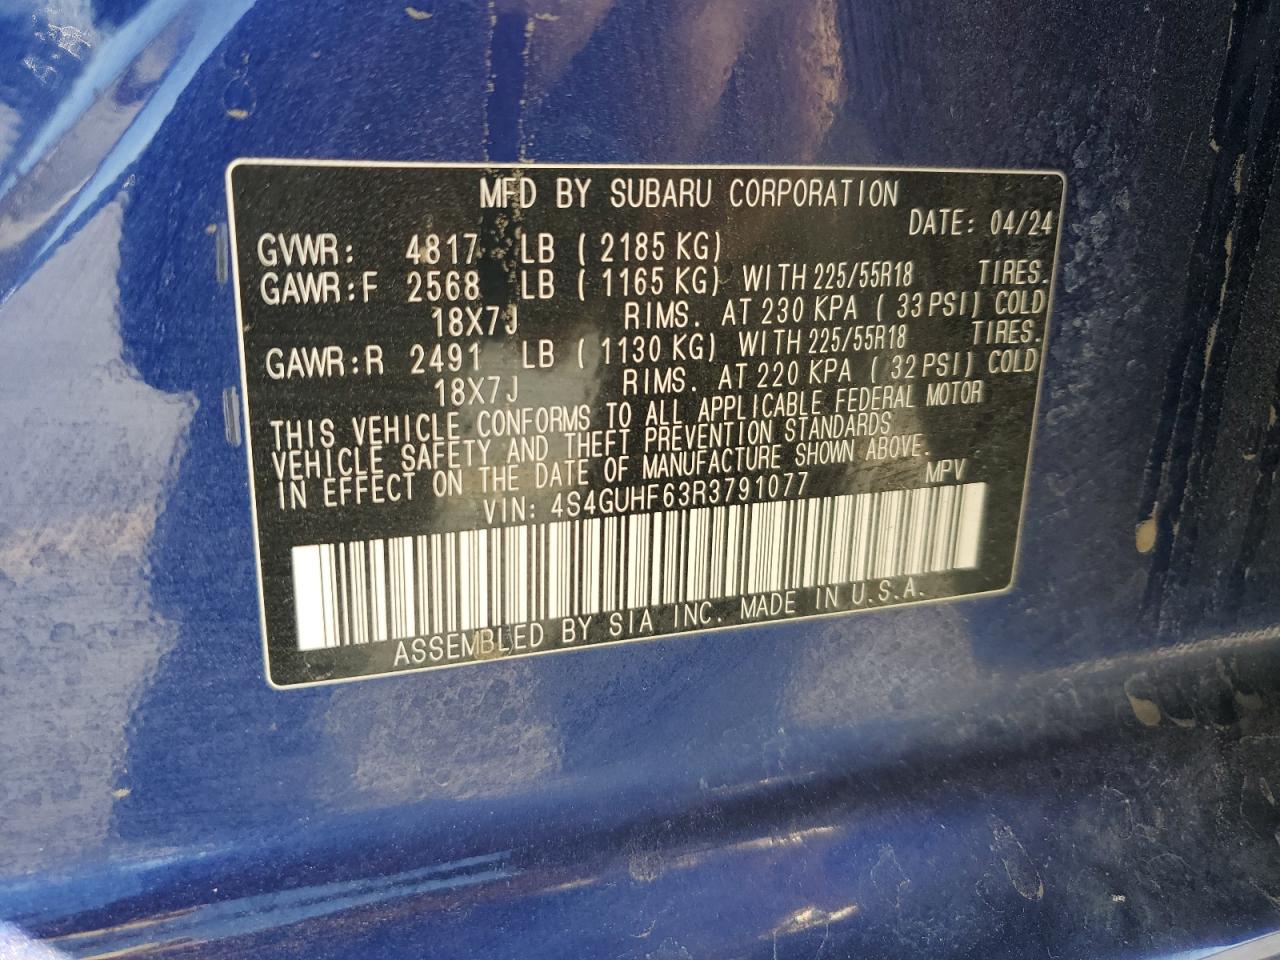 MFD BY SUBARU CORPORATION
DATE: 04/24
GVWR: 4817 LB ( 2185 KG)
GAWR:F 2568 LB ( 1165 KG) WITH 225/55R18 TIRES.
18X7J RIMS. AT 230 KPA ( 33 PSI) COLD
GAWR:R 2491 LB ( 1130 KG) WITH 225/55R18 TIRES.
18X7J RIMS. AT 220 KPA ( 32 PSI) COLD
THIS VEHICLE CONFORMS TO ALL APPLICABLE FEDERAL MOTOR
VEHICLE SAFETY AND THEFT PREVENTION STANDARDS
IN EFFECT ON THE DATE OF MANUFACTURE SHOWN ABOVE.
VIN: 4S4GUHF63R3791077 MPV
ASSEMBLED BY SIA INC. MADE IN U.S.A.